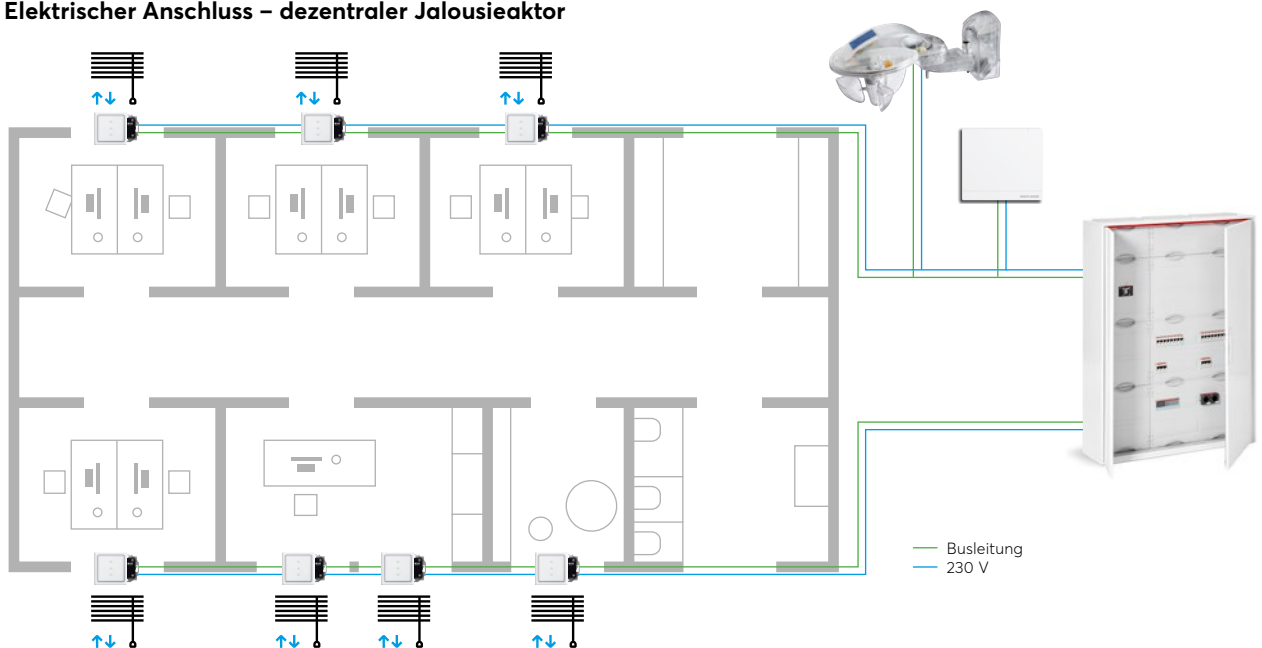 Elektrischer Anschluss – dezentraler Jalousieaktor
Busleitung
230 V